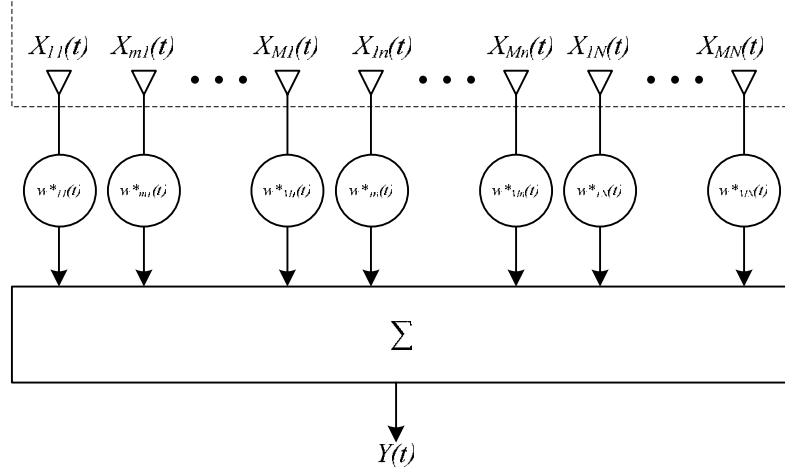 X11(t) Xm1(t) • • • XM1(t) X1n(t) • • • XMn(t) X1N(t) • • • XMN(t)
w*11(t) w*m1(t) w*M1(t) w*1n(t) w*Mn(t) w*1N(t) w*MN(t)
Σ
Y(t)